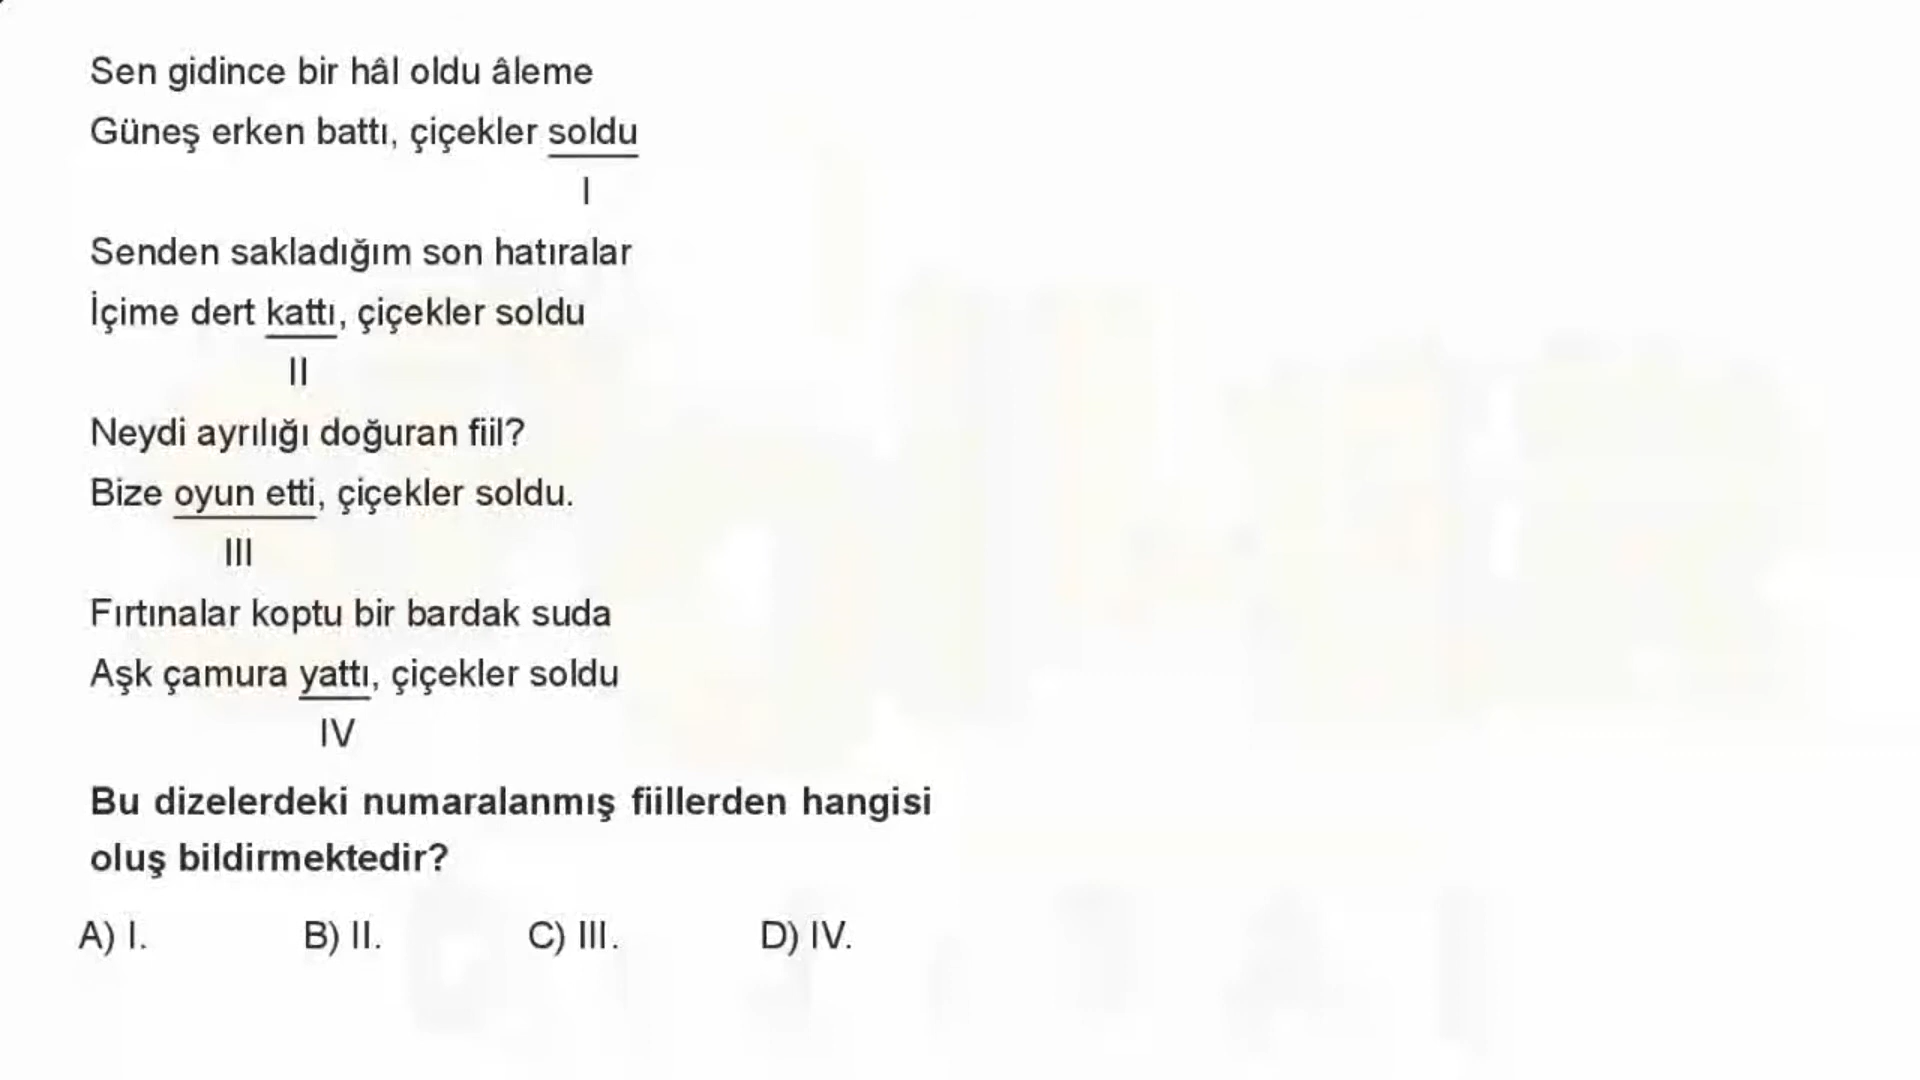 Sen gidince bir hâl oldu âleme
Güneş erken battı, çiçekler soldu
I
Senden sakladığım son hatıralar
İçime dert kattı, çiçekler soldu
II
Neydi ayrılığı doğuran fiil?
Bize oyun etti, çiçekler soldu.
III
Fırtınalar koptu bir bardak suda
Aşk çamura yattı, çiçekler soldu
IV
Bu dizelerdeki numaralanmış fiillerden hangisi
oluş bildirmektedir?
A) I. B) II. C) III. D) IV.